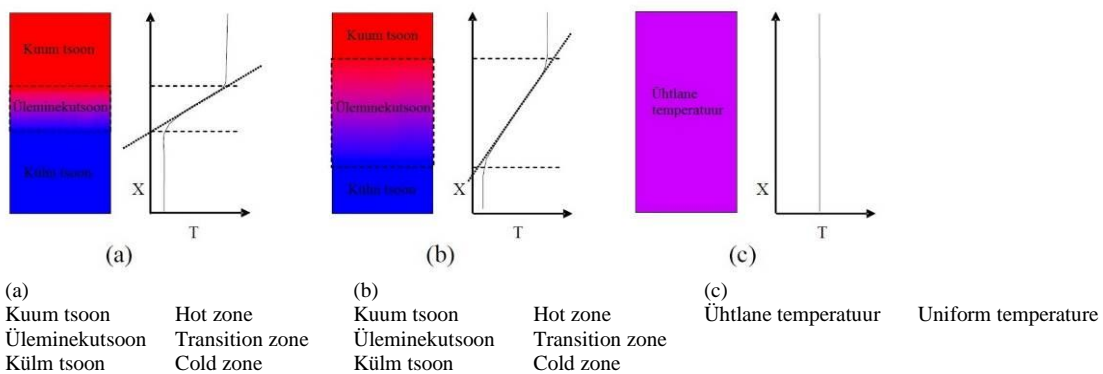 Kuum tsoon
Üleminekutsoon
Külm tsoon
X
T
(a)
Kuum tsoon
Üleminekutsoon
Külm tsoon
X
T
(b)
Ühtlane
temperatuur
X
T
(c)
(a) (b) (c)
Kuum tsoon Hot zone Kuum tsoon Hot zone Ühtlane temperatuur Uniform temperature
Üleminekutsoon Transition zone Üleminekutsoon Transition zone
Külm tsoon Cold zone Külm tsoon Cold zone